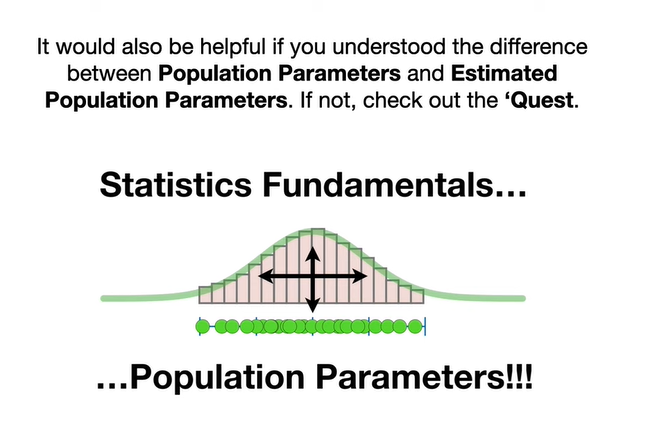 It would also be helpful if you understood the difference
between Population Parameters and Estimated
Population Parameters. If not, check out the ‘Quest.
Statistics Fundamentals…
…Population Parameters!!!